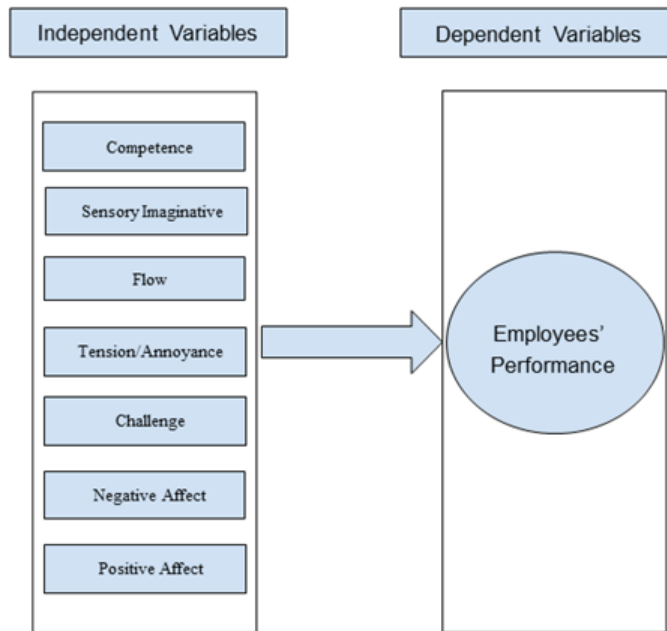 Independent Variables
Dependent Variables
Competence
Sensory Imaginative
Flow
Tension/Annoyance
Challenge
Negative Affect
Positive Affect
Employees’
Performance